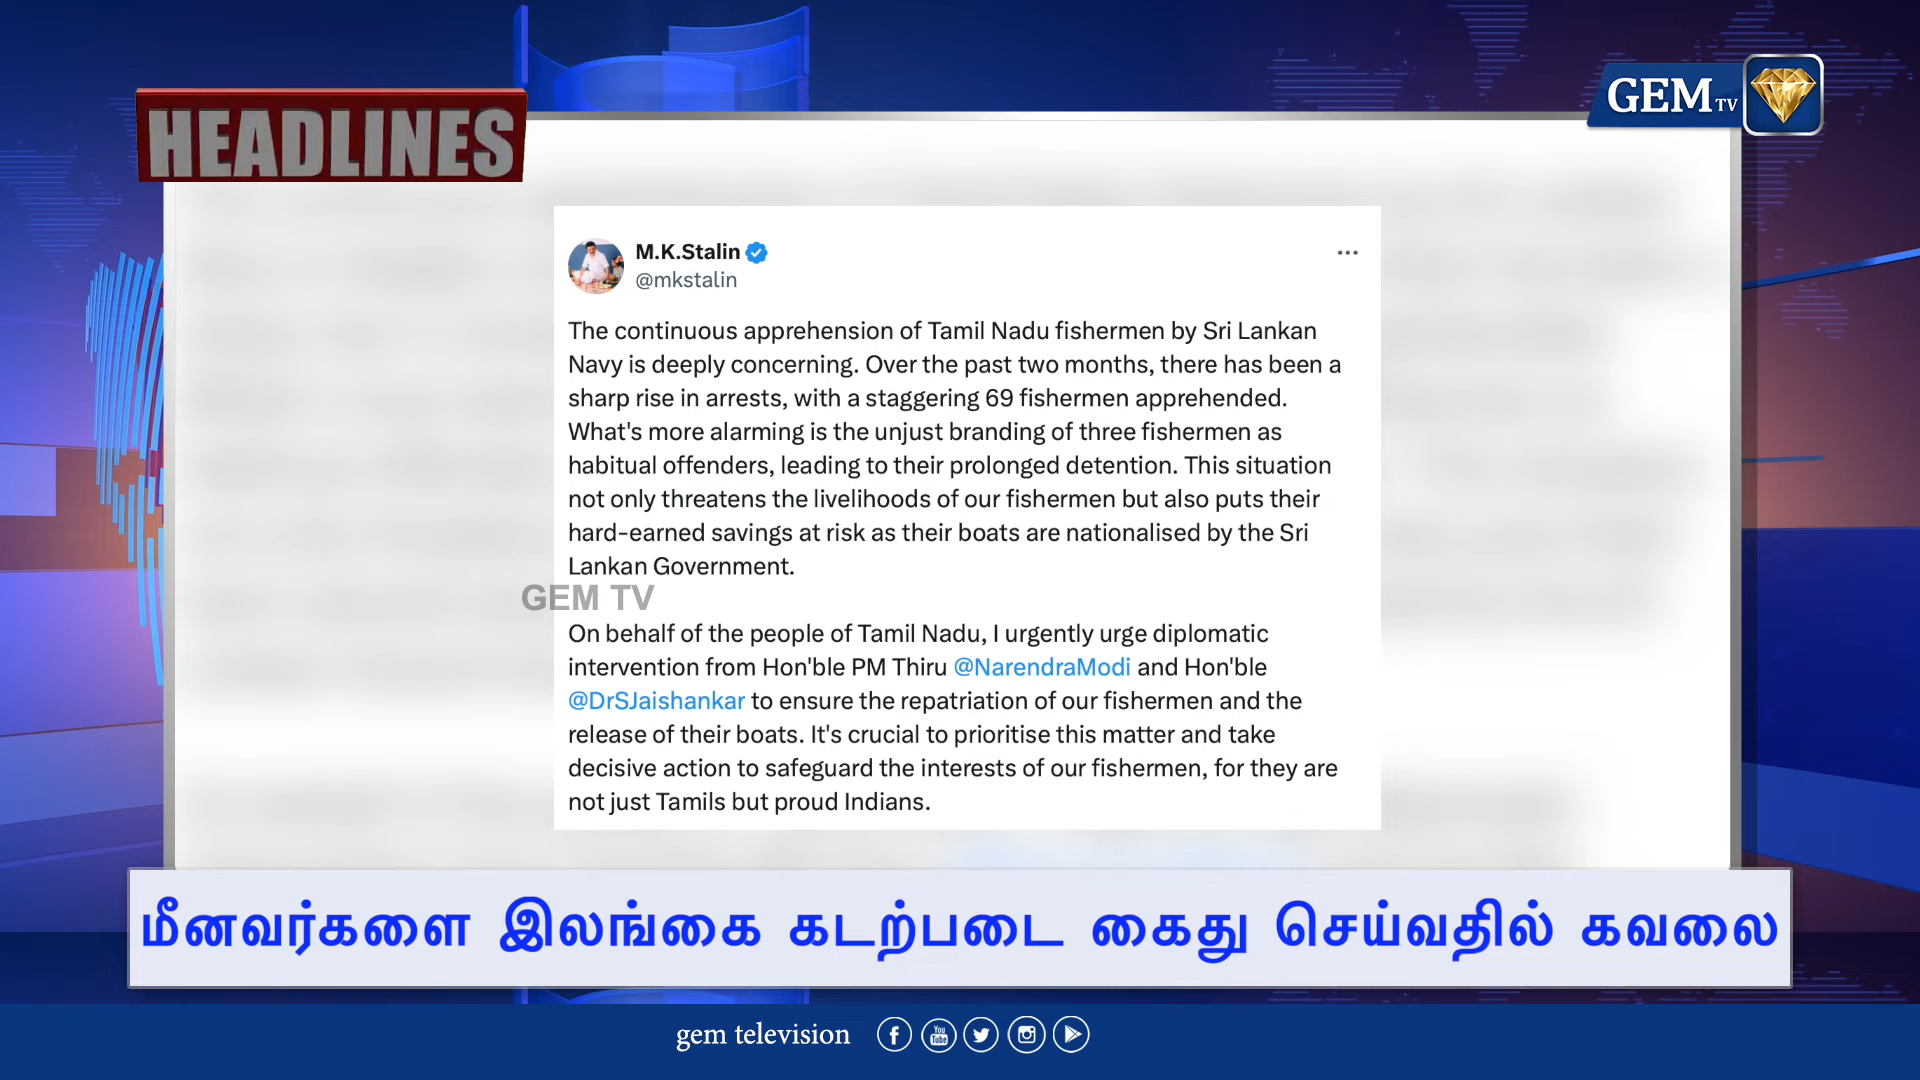 HEADLINES
GEM TV
M.K.Stalin
@mkstalin
The continuous apprehension of Tamil Nadu fishermen by Sri Lankan
Navy is deeply concerning. Over the past two months, there has been a
sharp rise in arrests, with a staggering 69 fishermen apprehended.
What's more alarming is the unjust branding of three fishermen as
habitual offenders, leading to their prolonged detention. This situation
not only threatens the livelihoods of our fishermen but also puts their
hard-earned savings at risk as their boats are nationalised by the Sri
Lankan Government.
GEM TV
On behalf of the people of Tamil Nadu, I urgently urge diplomatic
intervention from Hon'ble PM Thiru @NarendraModi and Hon'ble
@DrSJaishankar to ensure the repatriation of our fishermen and the
release of their boats. It's crucial to prioritise this matter and take
decisive action to safeguard the interests of our fishermen, for they are
not just Tamils but proud Indians.
மீனவர்களை இலங்கை கடற்படை கைது செய்வதில் கவலை
gem television
You
Tube